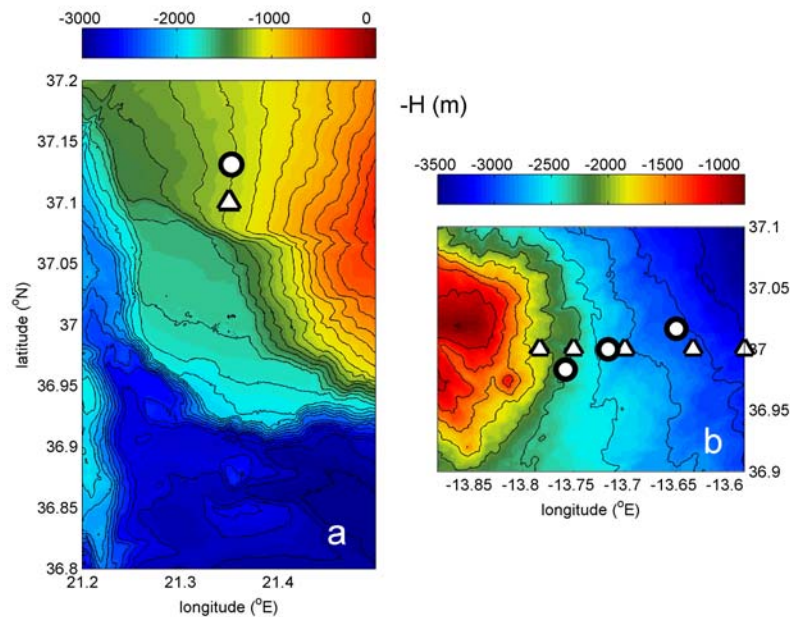 -3000 -2000 -1000 0
37.2
37.15
37.1
37.05
37
36.95
36.9
36.85
36.8
latitude (°N)
21.2 21.3 21.4
longitude (°E)
a
-H (m)
-3500 -3000 -2500 -2000 -1500 -1000
37.1
37.05
37
36.95
36.9
b
-13.85 -13.8 -13.75 -13.7 -13.65 -13.6
longitude (°E)